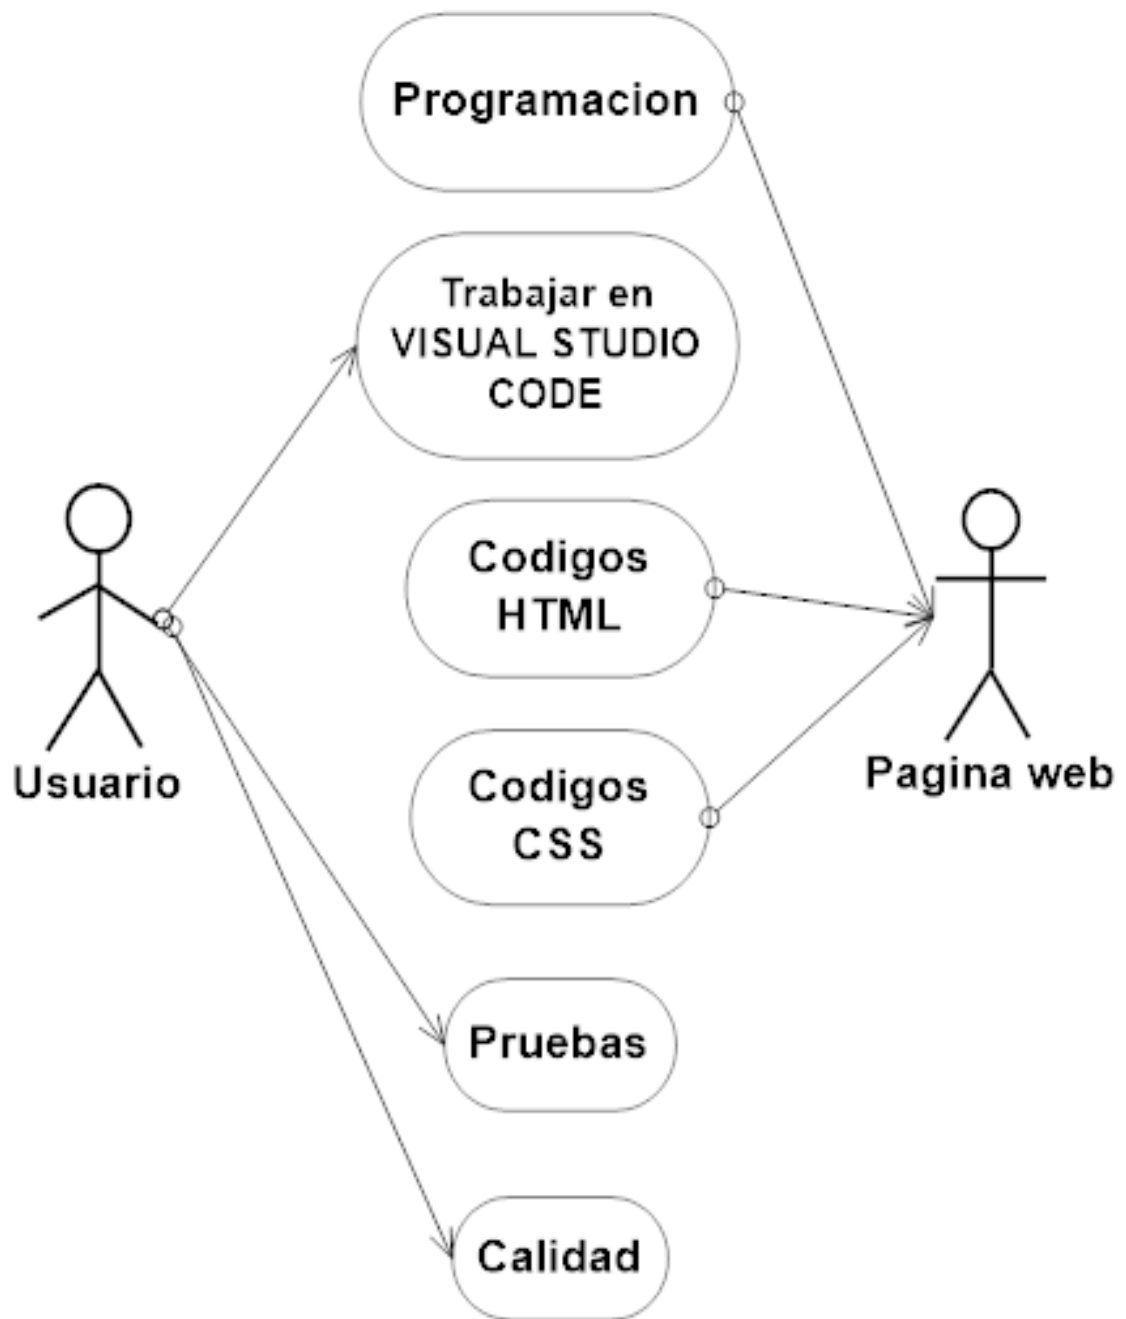 Programacion
Trabajar en
VISUAL STUDIO
CODE
Codigos
HTML
Usuario
Pagina web
Codigos
CSS
Pruebas
Calidad